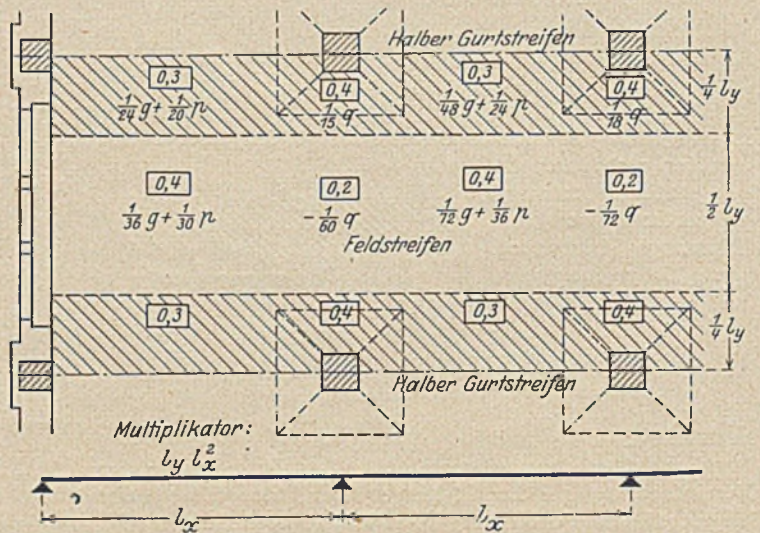 Halber Gurtstreifen
0,3 0,4 0,3 0,4
1/24 g + 1/20 p 1/15 q 1/48 g + 1/24 p 1/18 q
1/4 l_y
0,4 0,2 0,4 0,2
1/36 g + 1/30 p -1/60 q 1/72 g + 1/36 p -1/72 q
1/2 l_y
Feldstreifen
0,3 0,4 0,3 0,4
1/4 l_y
Halber Gurtstreifen
Multiplikator:
l_y l_x^2
l_x l_x